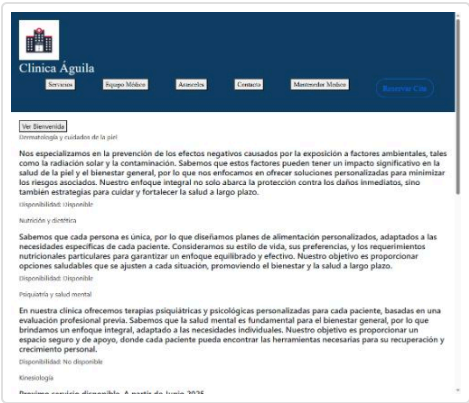 Clinica Águila
Servicios Equipo Médico Aranceles Contacto Mantenedor Medico Reservar Cita
Ver Bienvenida
Dermatología y cuidados de la piel
Nos especializamos en la prevención de los efectos negativos causados por la exposición a factores ambientales, tales
como la radiación solar y la contaminación. Sabemos que estos factores pueden tener un impacto significativo en la
salud de la piel y el bienestar general, por lo que nos enfocamos en ofrecer soluciones personalizadas para minimizar
los riesgos asociados. Nuestro enfoque integral no solo abarca la protección contra los daños inmediatos, sino
también estrategias para cuidar y fortalecer la salud a largo plazo.
Disponibilidad: Disponible
Nutrición y dietética
Sabemos que cada persona es única, por lo que diseñamos planes de alimentación personalizados, adaptados a las
necesidades específicas de cada paciente. Consideramos su estilo de vida, sus preferencias, y los requerimientos
nutricionales particulares para garantizar un enfoque equilibrado y efectivo. Nuestro objetivo es proporcionar
opciones saludables que se ajusten a cada situación, promoviendo el bienestar y la salud a largo plazo.
Disponibilidad: Disponible
Psiquiatría y salud mental
En nuestra clínica ofrecemos terapias psiquiátricas y psicológicas personalizadas para cada paciente, basadas en una
evaluación profesional previa. Sabemos que la salud mental es fundamental para el bienestar general, por lo que
brindamos un enfoque integral, adaptado a las necesidades individuales. Nuestro objetivo es proporcionar un
espacio seguro y de apoyo, donde cada paciente pueda encontrar las herramientas necesarias para su recuperación y
crecimiento personal.
Disponibilidad: No disponible
Kinesiología
Proximo servicio disponible. A partir de Junio 2025